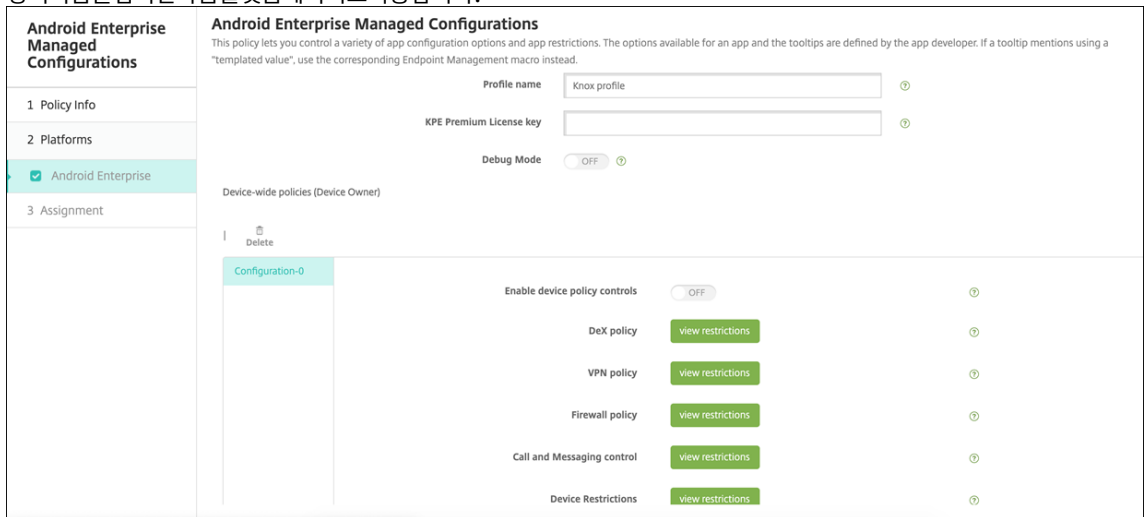 Android Enterprise Managed Configurations
Android Enterprise
Managed
Configurations
This policy lets you control a variety of app configuration options and app restrictions. The options available for an app and the tooltips are defined by the app developer. If a tooltip mentions using a
"templated value", use the corresponding Endpoint Management macro instead.
Profile name Knox profile
1 Policy Info
KPE Premium License key
2 Platforms
Debug Mode OFF
Android Enterprise
Device-wide policies (Device Owner)
3 Assignment
Delete
Configuration-0
Enable device policy controls OFF
DeX policy view restrictions
VPN policy view restrictions
Firewall policy view restrictions
Call and Messaging control view restrictions
Device Restrictions view restrictions